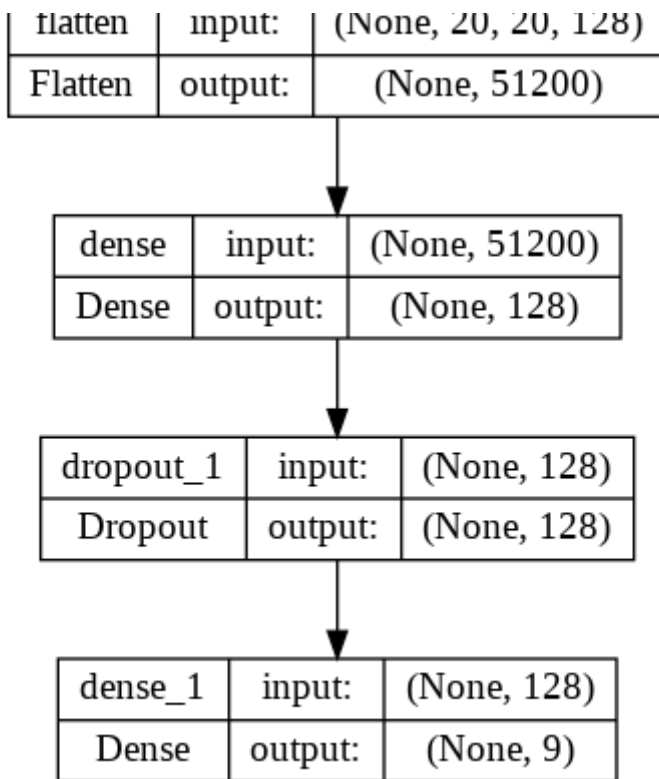 flatten input: (None, 20, 20, 128)
Flatten output: (None, 51200)
dense input: (None, 51200)
Dense output: (None, 128)
dropout_1 input: (None, 128)
Dropout output: (None, 128)
dense_1 input: (None, 128)
Dense output: (None, 9)